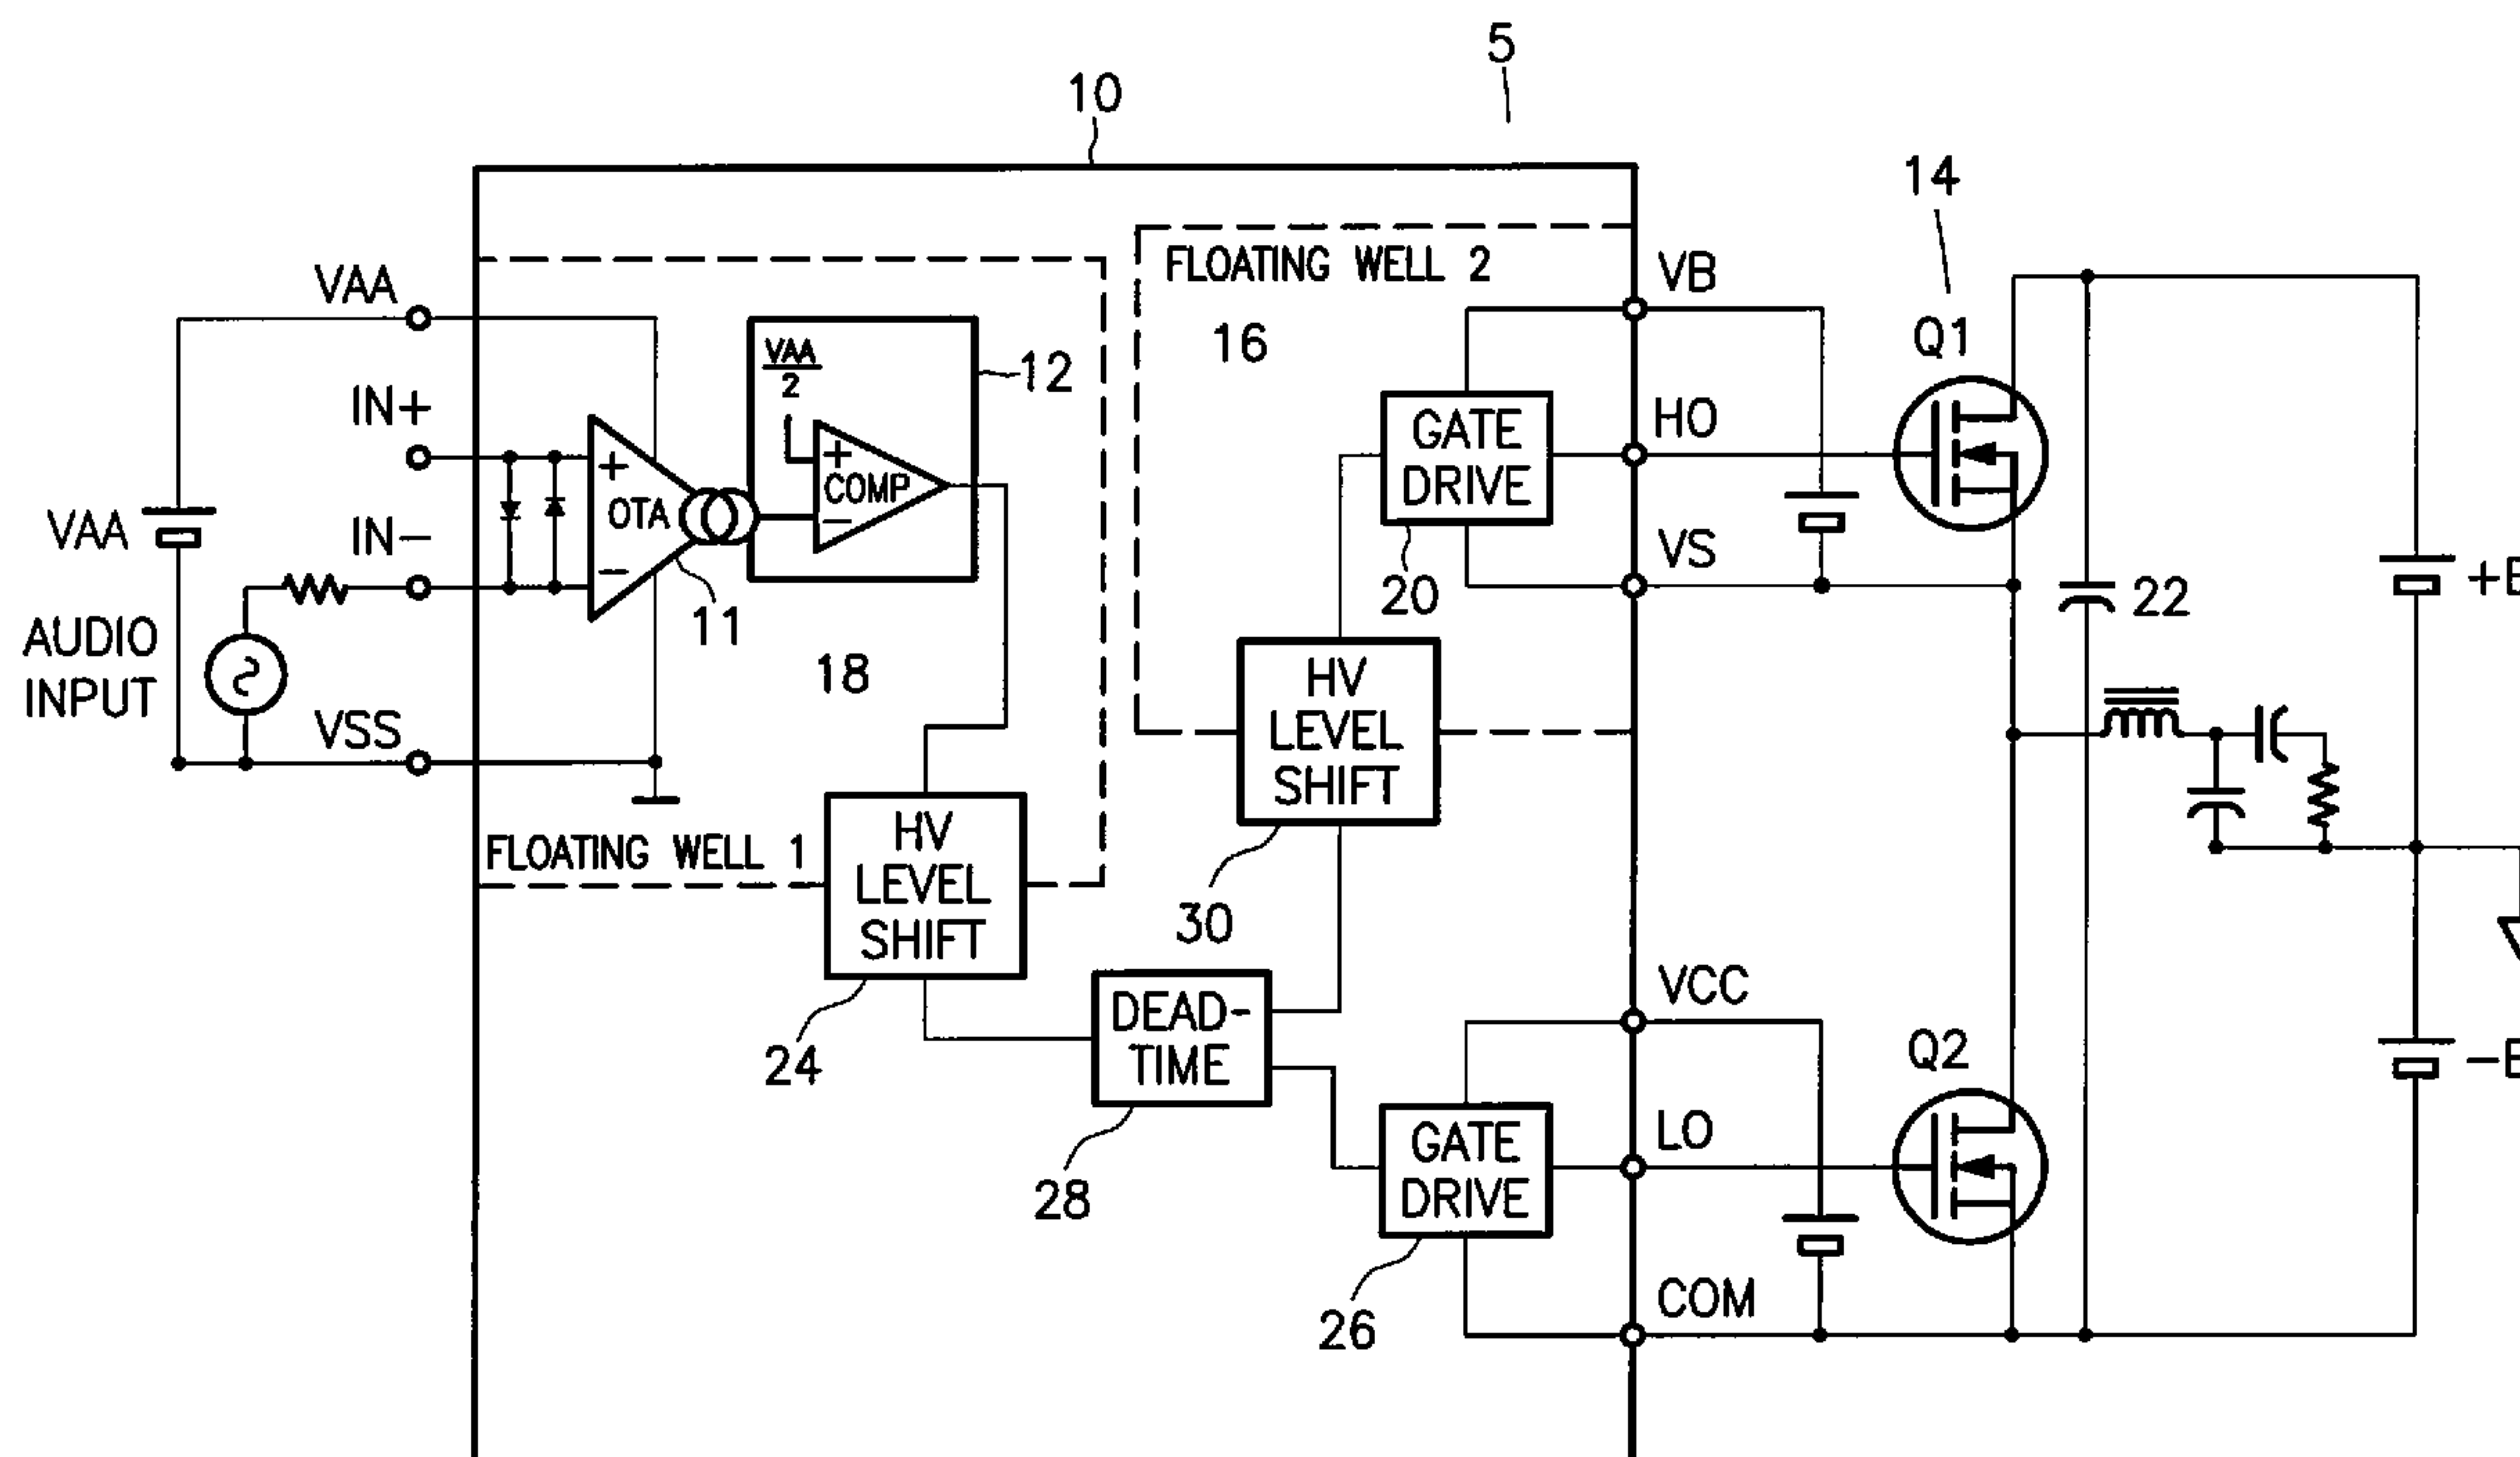 5
10
14
FLOATING WELL 2
VB
VAA
16
Q1
VAA
2
12
IN+
HO
+
GATE
DRIVE
+
COMP
OTA
VAA
IN−
−
−
VS
20
22
11
AUDIO
INPUT
18
HV
LEVEL
SHIFT
VSS
HV
LEVEL
SHIFT
FLOATING WELL 1
30
VCC
DEAD-
TIME
24
Q2
LO
GATE
DRIVE
28
COM
26